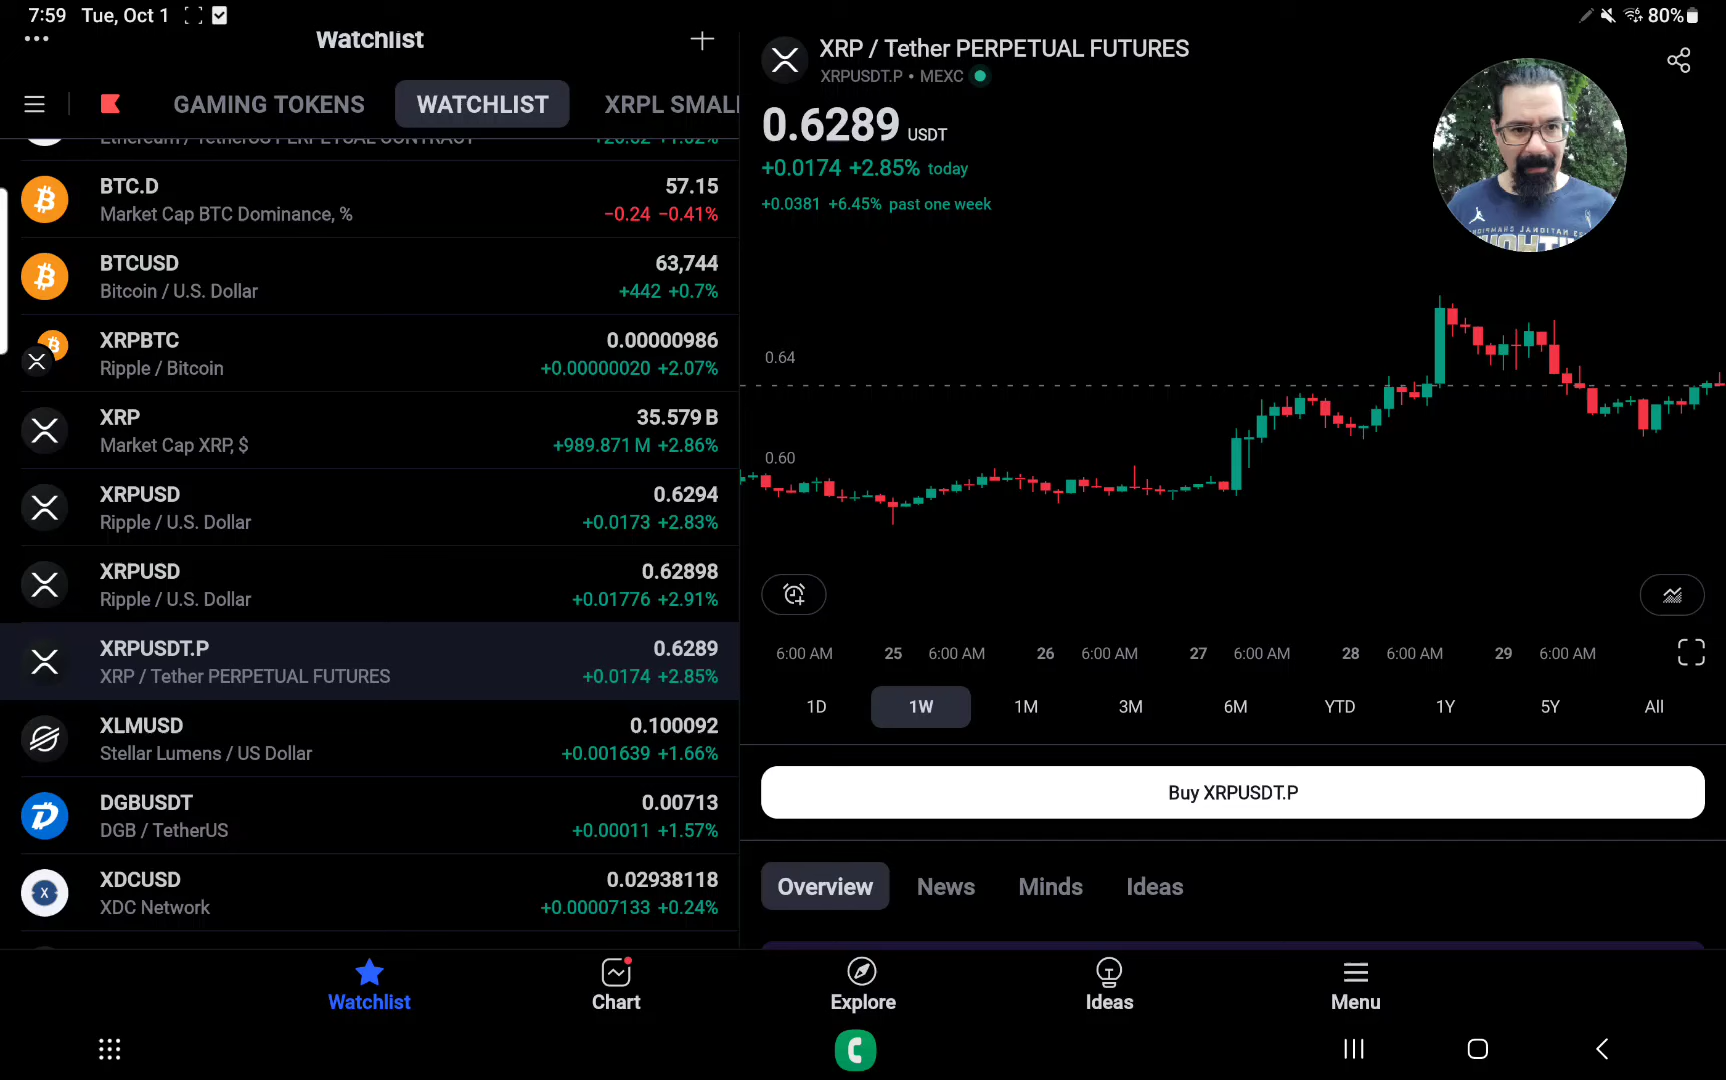 7:59 Tue, Oct 1
80%
Watchlist
GAMING TOKENS
WATCHLIST
XRPL SMAL
Ethereum / TetherUS PERPETUAL CONTRACT
BTC.D
57.15
Market Cap BTC Dominance, %
−0.24 −0.41%
BTCUSD
63,744
Bitcoin / U.S. Dollar
+442 +0.7%
XRPBTC
0.00000986
Ripple / Bitcoin
+0.00000020 +2.07%
XRP
35.579 B
Market Cap XRP, $
+989.871 M +2.86%
XRPUSD
0.6294
Ripple / U.S. Dollar
+0.0173 +2.83%
XRPUSD
0.62898
Ripple / U.S. Dollar
+0.01776 +2.91%
XRPUSDT.P
0.6289
XRP / Tether PERPETUAL FUTURES
+0.0174 +2.85%
XLMUSD
0.100092
Stellar Lumens / US Dollar
+0.001639 +1.66%
DGBUSDT
0.00713
DGB / TetherUS
+0.00011 +1.57%
XDCUSD
0.02938118
XDC Network
+0.00007133 +0.24%
XRP / Tether PERPETUAL FUTURES
XRPUSDT.P • MEXC
0.6289 USDT
+0.0174 +2.85% today
+0.0381 +6.45% past one week
0.64
0.60
6:00 AM 25 6:00 AM 26 6:00 AM 27 6:00 AM 28 6:00 AM 29 6:00 AM
1D 1W 1M 3M 6M YTD 1Y 5Y All
Buy XRPUSDT.P
Overview News Minds Ideas
Watchlist Chart Explore Ideas Menu